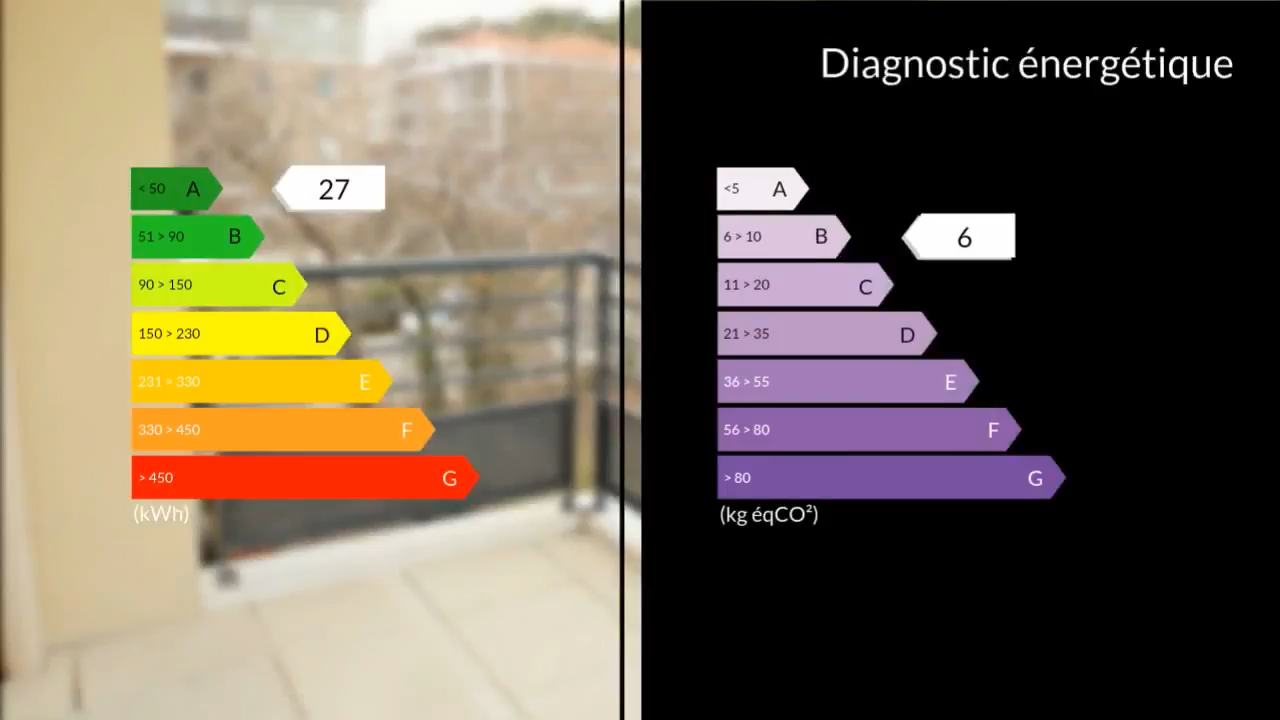 Diagnostic énergétique
< 50 A
27
51 > 90 B
90 > 150 C
150 > 230 D
231 > 330 E
330 > 450 F
> 450 G
(kWh)
<5 A
6 > 10 B
6
11 > 20 C
21 > 35 D
36 > 55 E
56 > 80 F
> 80 G
(kg éqCO²)